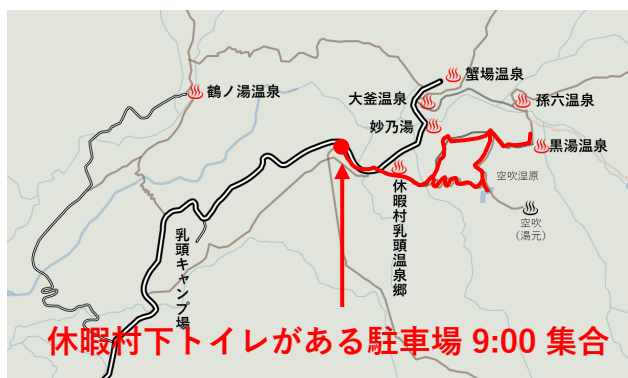 蟹場温泉
鶴ノ湯温泉
大釜温泉
孫六温泉
妙乃湯
黒湯温泉
空吹湿原
休暇村乳頭温泉郷
空吹
(湯元)
乳頭キャンプ場
休暇村下トイレがある駐車場 9:00 集合